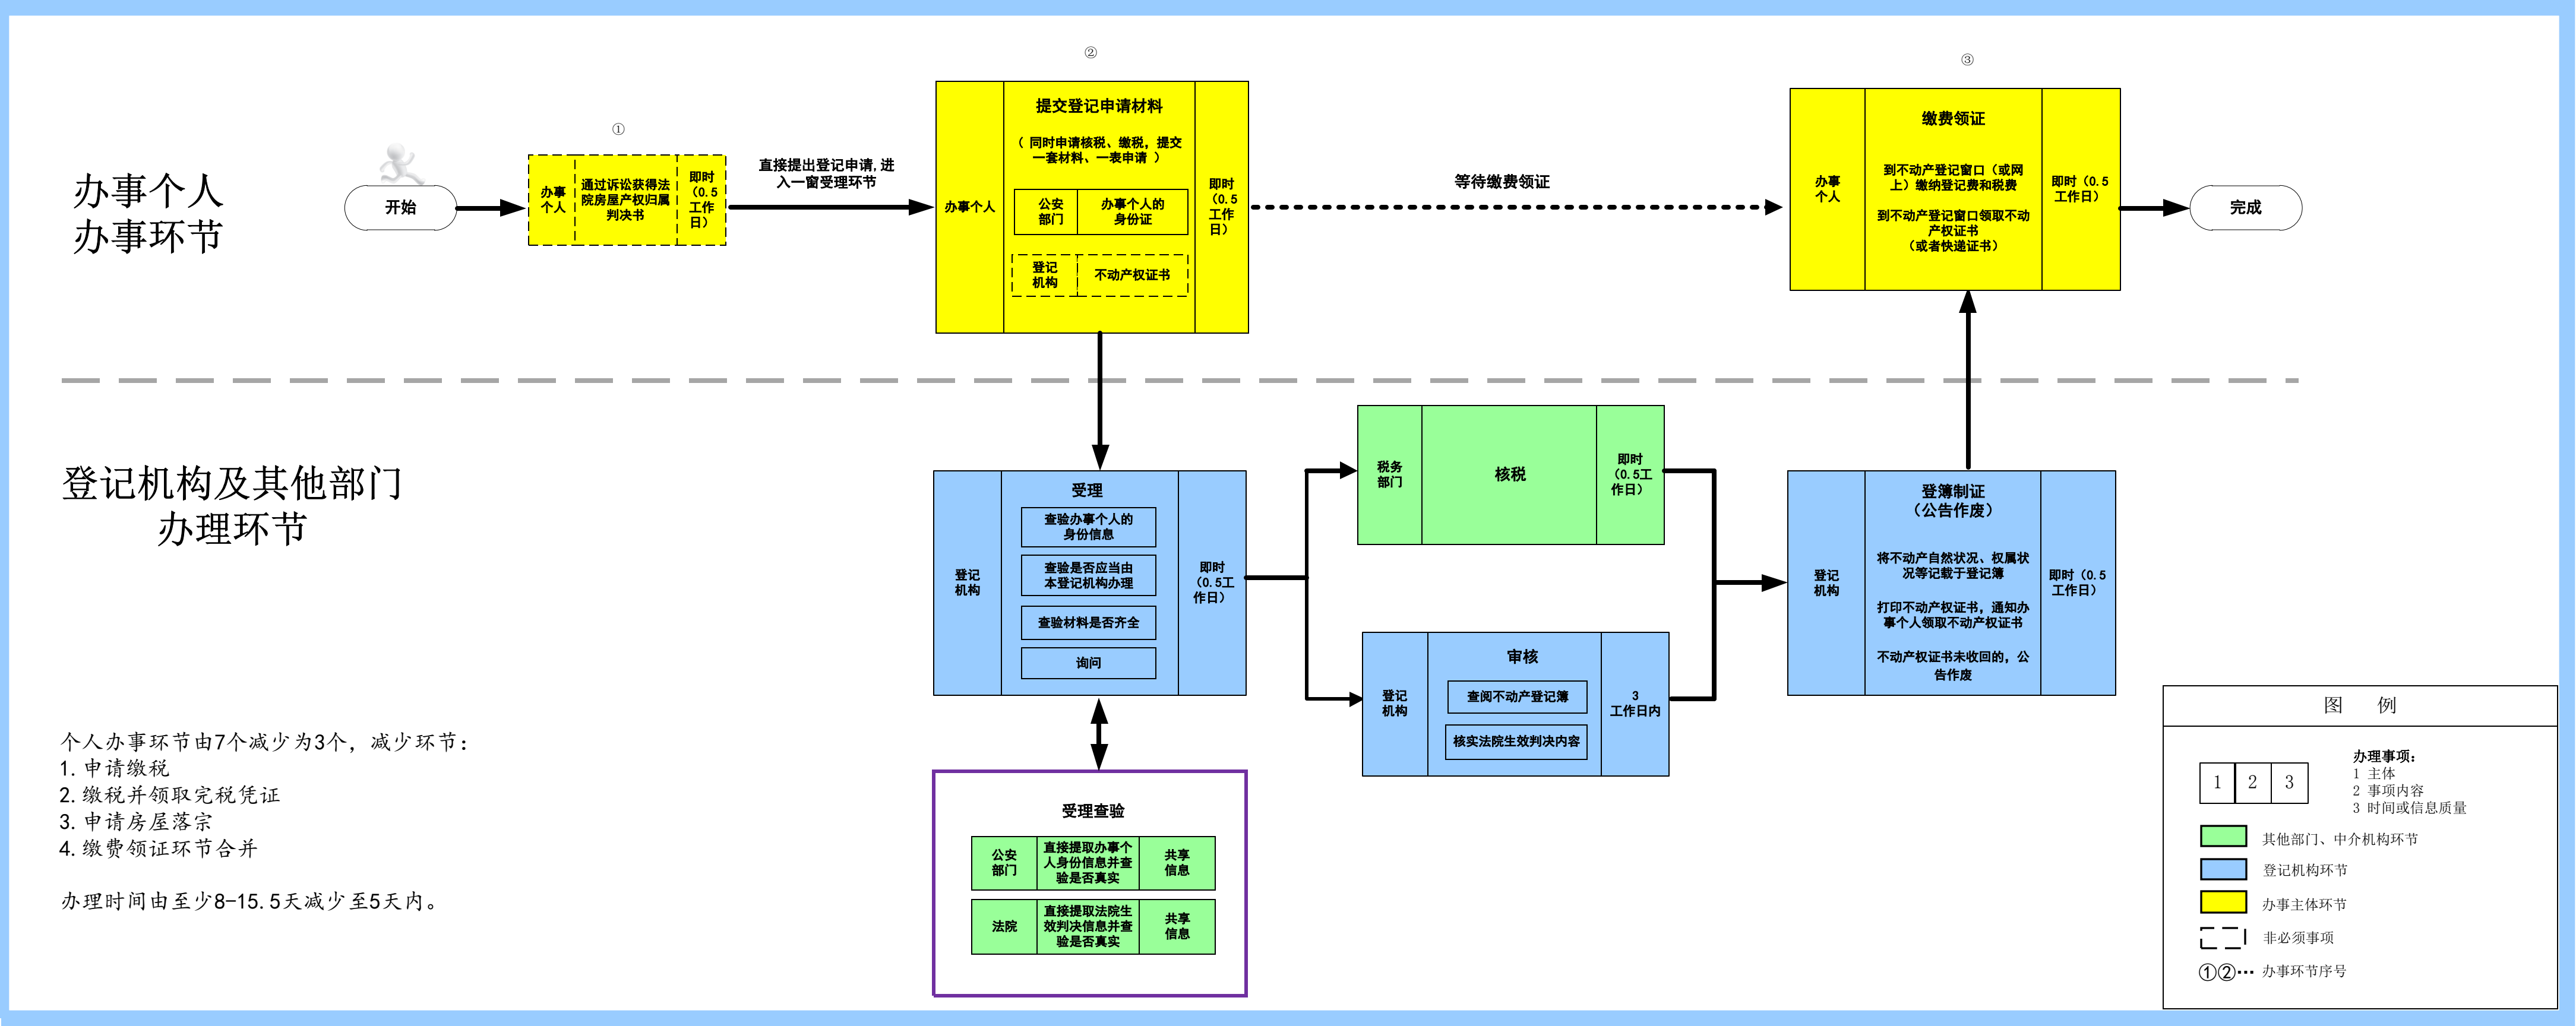 办事个人
办事环节
开始
①
办事
个人
通过诉讼获得法
院房屋产权归属
判决书
即时
（0.5
工作
日）
直接提出登记申请,进
入一窗受理环节
②
办事个人
提交登记申请材料
（ 同时申请核税、缴税，提交
一套材料、一表申请 ）
公安
部门
办事个人的
身份证
登记
机构
不动产权证书
即时
（0.5
工作
日）
等待缴费领证
③
办事
个人
缴费领证
到不动产登记窗口（或网
上）缴纳登记费和税费
到不动产登记窗口领取不动
产权证书
（或者快递证书）
即时（0.5
工作日）
完成
登记机构及其他部门
办理环节
登记
机构
受理
查验办事个人的
身份信息
查验是否应当由
本登记机构办理
查验材料是否齐全
询问
即时
（0.5工
作日）
税务
部门
核税
即时
（0.5工
作日）
登记
机构
审核
查阅不动产登记簿
核实法院生效判决内容
3
工作日内
登记
机构
登簿制证
（公告作废）
将不动产自然状况、权属状
况等记载于登记簿
打印不动产权证书，通知办
事个人领取不动产权证书
不动产权证书未收回的，公
告作废
即时（0.5
工作日）
受理查验
公安
部门
直接提取办事个
人身份信息并查
验是否真实
共享
信息
法院
直接提取法院生
效判决信息并查
验是否真实
共享
信息
个人办事环节由7个减少为3个，减少环节：
1.申请缴税
2.缴税并领取完税凭证
3.申请房屋落宗
4.缴费领证环节合并
办理时间由至少8-15.5天减少至5天内。
图 例
1 2 3
办理事项：
1 主体
2 事项内容
3 时间或信息质量
其他部门、中介机构环节
登记机构环节
办事主体环节
非必须事项
①②… 办事环节序号